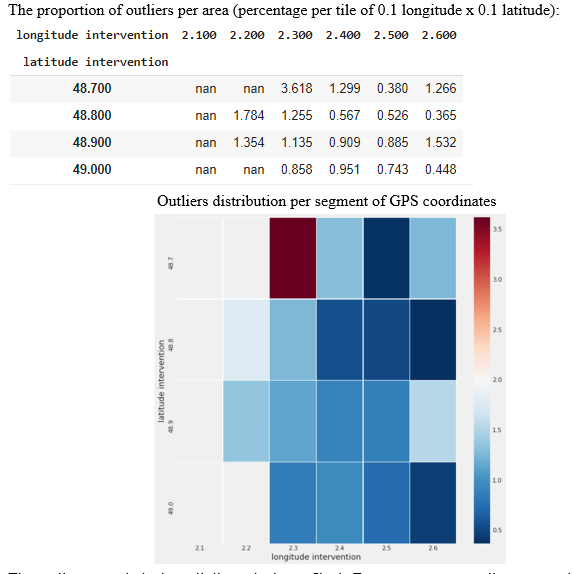 The proportion of outliers per area (percentage per tile of 0.1 longitude x 0.1 latitude):
longitude intervention 2.100 2.200 2.300 2.400 2.500 2.600
latitude intervention
48.700 nan nan 3.618 1.299 0.380 1.266
48.800 nan 1.784 1.255 0.567 0.526 0.365
48.900 nan 1.354 1.135 0.909 0.885 1.532
49.000 nan nan 0.858 0.951 0.743 0.448
Outliers distribution per segment of GPS coordinates
latitude intervention
48.7
48.8
48.9
49.0
2.1 2.2 2.3 2.4 2.5 2.6
longitude intervention
3.5
3.0
2.5
2.0
1.5
1.0
0.5